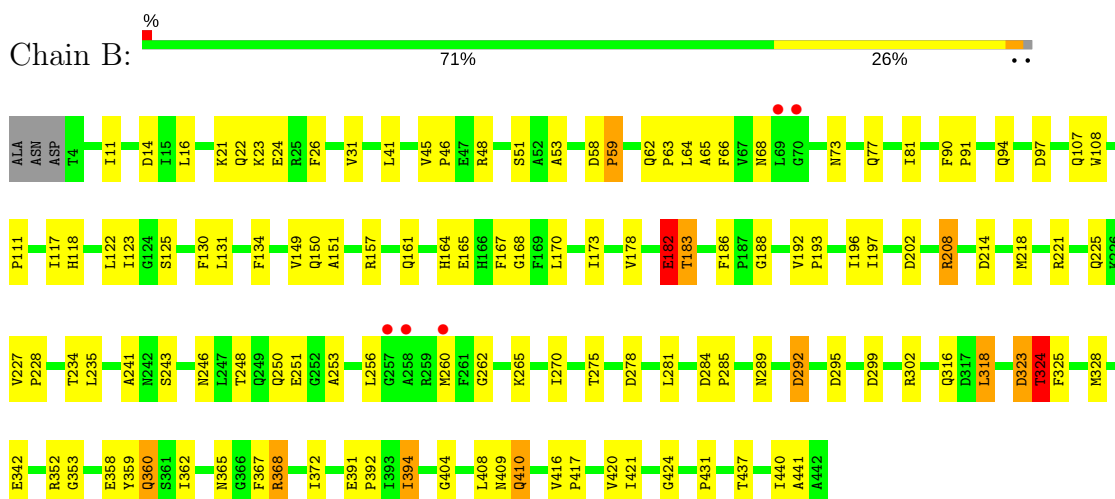 %
Chain B:
71% 26% • •
ALA ASN ASP T4 I11 D14 I15 L16 K21 Q22 K23 E24 R25 F26 V31 L41 V45 P46 E47 R48 S51 A52 A53 D58 P59 Q62 P63 L64 A65 F66 V67 N68 L69 G70 N73 Q77 I81 F90 P91 Q94 D97 Q107 W108
P111 I117 H118 L122 I123 G124 S125 F130 L131 F134 V149 Q150 A151 R157 Q161 H164 E165 H166 F167 G168 F169 L170 I173 V178 E182 T183 F186 P187 G188 V192 P193 I196 I197 D202 R208 D214 M218 R221 Q225 K226
V227 P228 T234 L235 A241 N242 S243 N246 L247 T248 Q249 Q250 E251 G252 A253 L256 G257 A258 R259 M260 F261 G262 K265 I270 T275 D278 L281 D284 P285 N289 D292 D295 D299 R302 Q316 D317 L318 D323 T324 F325 M328
E342 R352 G353 E358 Y359 Q360 S361 I362 N365 G366 F367 R368 I372 E391 P392 I393 I394 G404 L408 N409 Q410 V416 P417 V420 I421 G424 P431 T437 I440 A441 A442